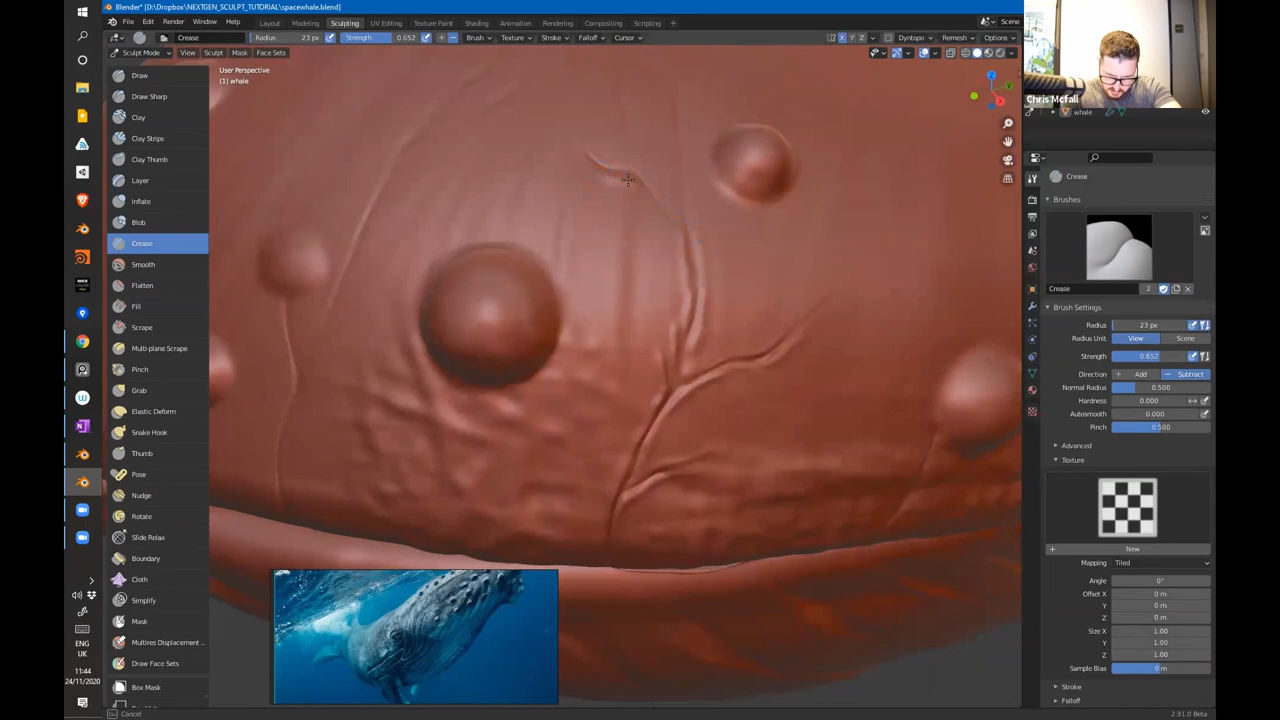 Blender* [D:\Dropbox\NEXTGEN_SCULPT_TUTORIAL\spacewhale.blend]
File Edit Render Window Help Layout Modeling Sculpting UV Editing Texture Paint Shading Animation Rendering Compositing Scripting + Scene
Crease Radius 23 px Strength 0.652 + − Brush Texture Stroke Falloff Cursor X Y Z Dyntopo Remesh Options
Sculpt Mode View Sculpt Mask Face Sets
User Perspective
(1) whale
Chris Mcfall
whale
Draw
Draw Sharp
Clay
Clay Strips
Clay Thumb
Layer
Inflate
Blob
Crease
Smooth
Flatten
Fill
Scrape
Multi-plane Scrape
Pinch
Grab
Elastic Deform
Snake Hook
Thumb
Pose
Nudge
Rotate
Slide Relax
Boundary
Cloth
Simplify
Mask
Multires Displacement ...
Draw Face Sets
Box Mask
Z
Y
X
Crease
Brushes
Crease 2
Brush Settings
Radius 23 px
Radius Unit View Scene
Strength 0.652
Direction + Add − Subtract
Normal Radius 0.500
Hardness 0.000
Autosmooth 0.000
Pinch 0.500
Advanced
Texture
+ New
Mapping Tiled
Angle 0°
Offset X 0 m
Y 0 m
Z 0 m
Size X 1.00
Y 1.00
Z 1.00
Sample Bias 0 m
Stroke
Falloff
ENG
UK
11:44
24/11/2020
Cancel
2.91.0 Beta